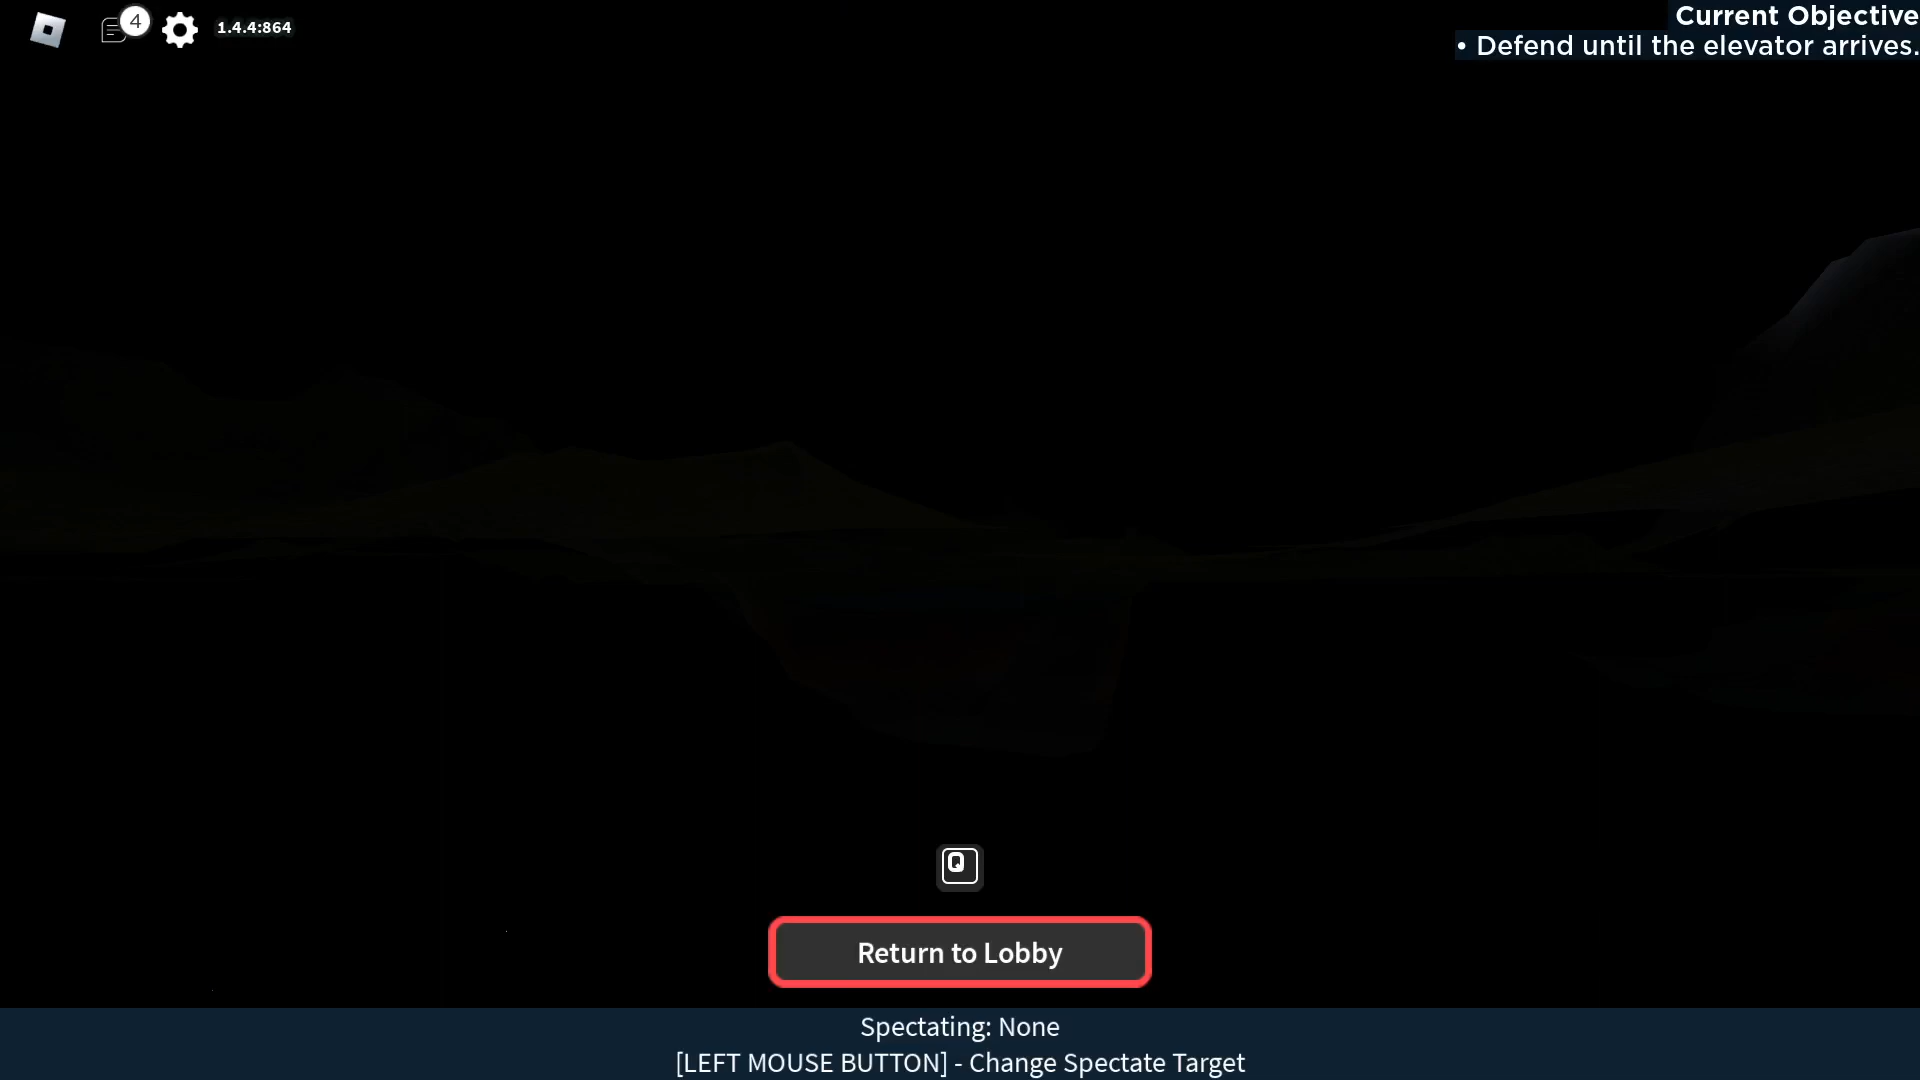 4
1.4.4:864
Current Objective
• Defend until the elevator arrives.
Q
Return to Lobby
Spectating: None
[LEFT MOUSE BUTTON] - Change Spectate Target